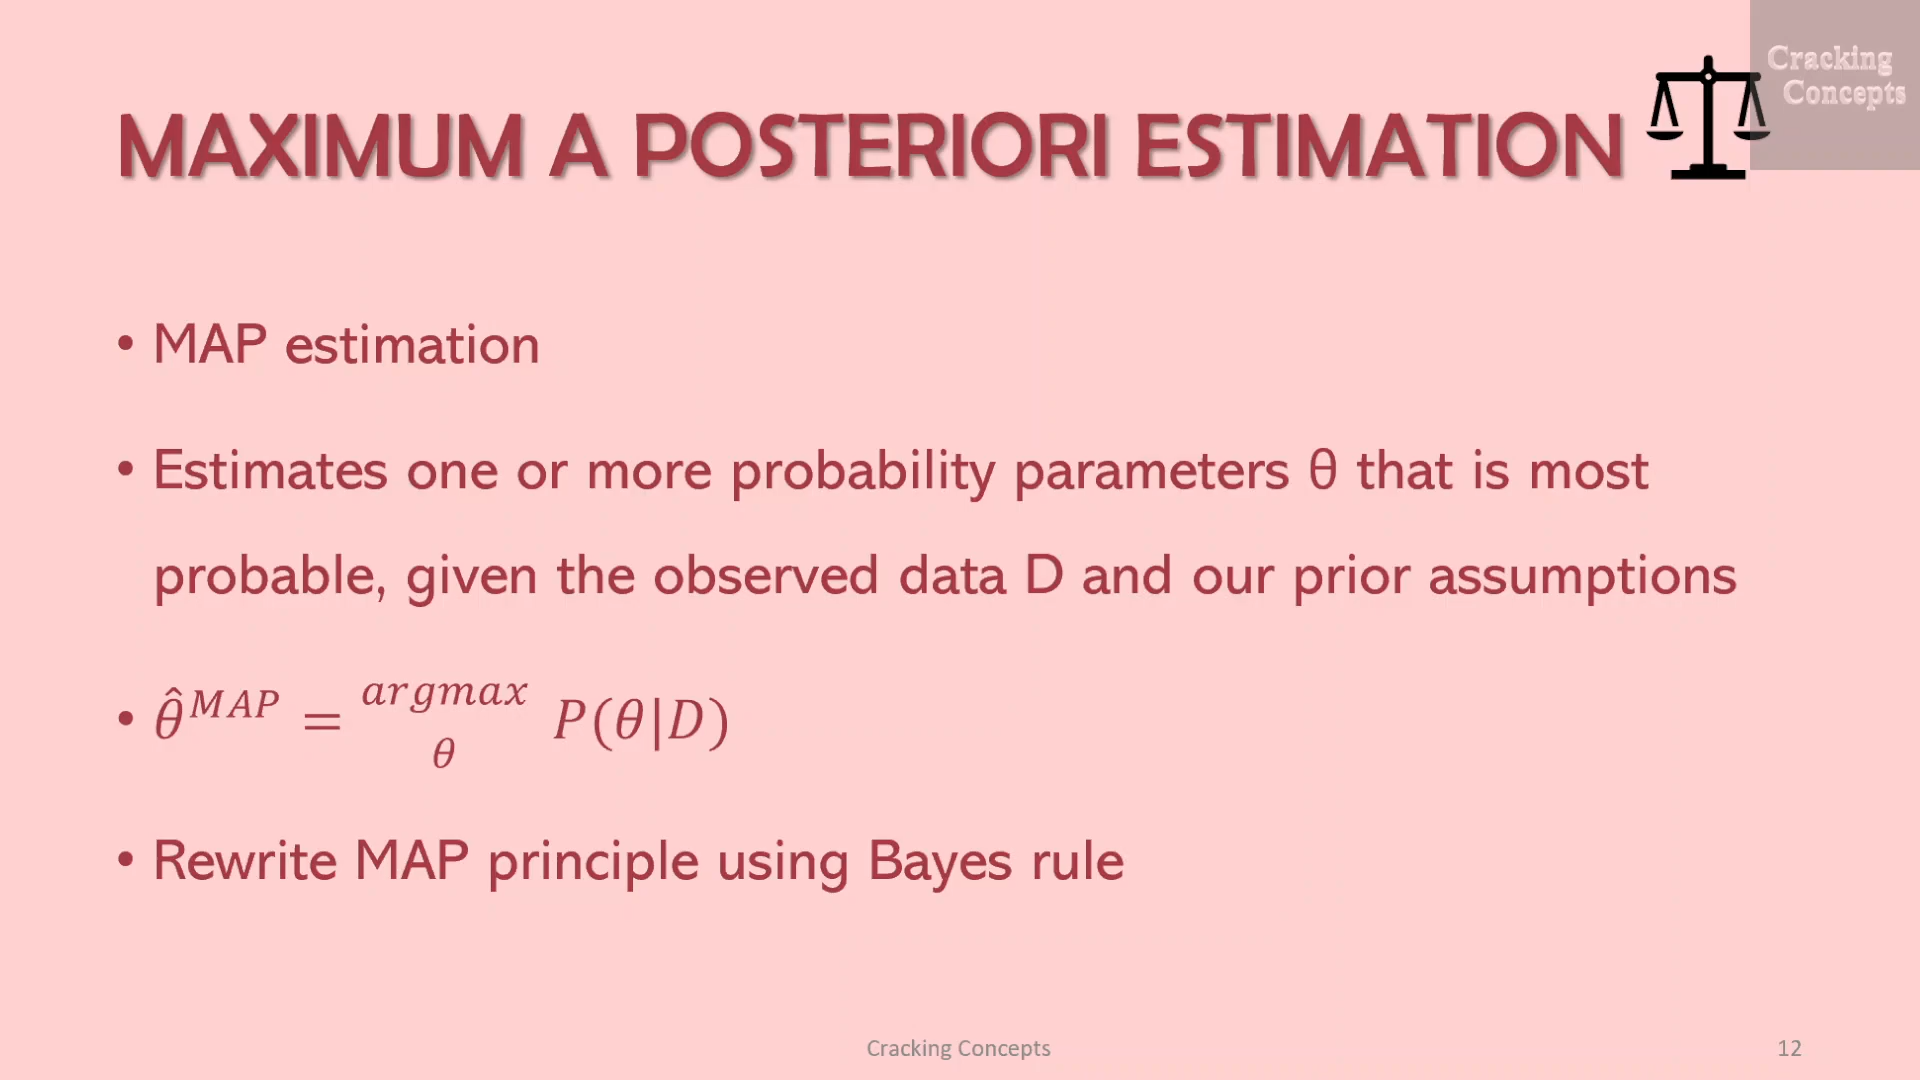 Cracking
Concepts
MAXIMUM A POSTERIORI ESTIMATION
• MAP estimation
• Estimates one or more probability parameters θ that is most
probable, given the observed data D and our prior assumptions
• θ̂^MAP = argmax P(θ|D)
θ
• Rewrite MAP principle using Bayes rule
Cracking Concepts
12